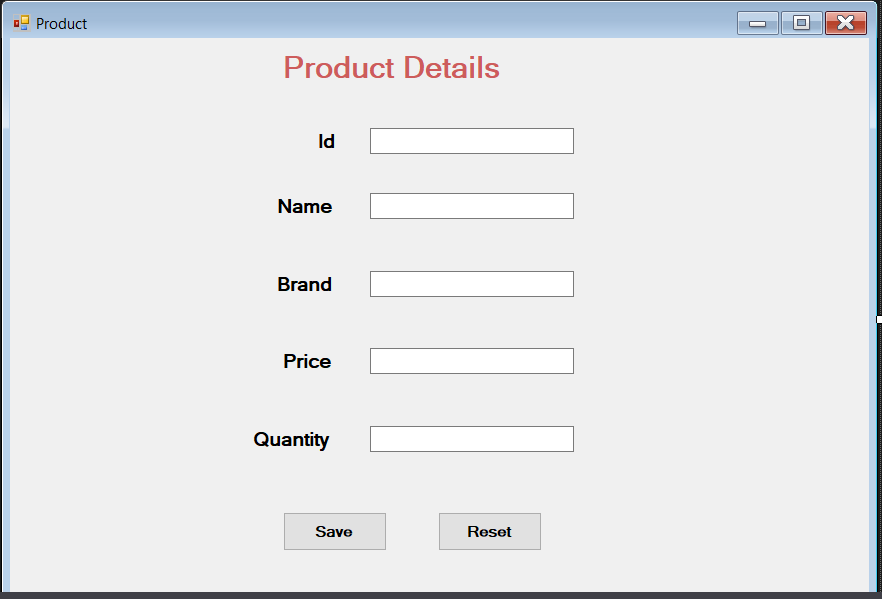 Product
Product Details
Id
Name
Brand
Price
Quantity
Save Reset